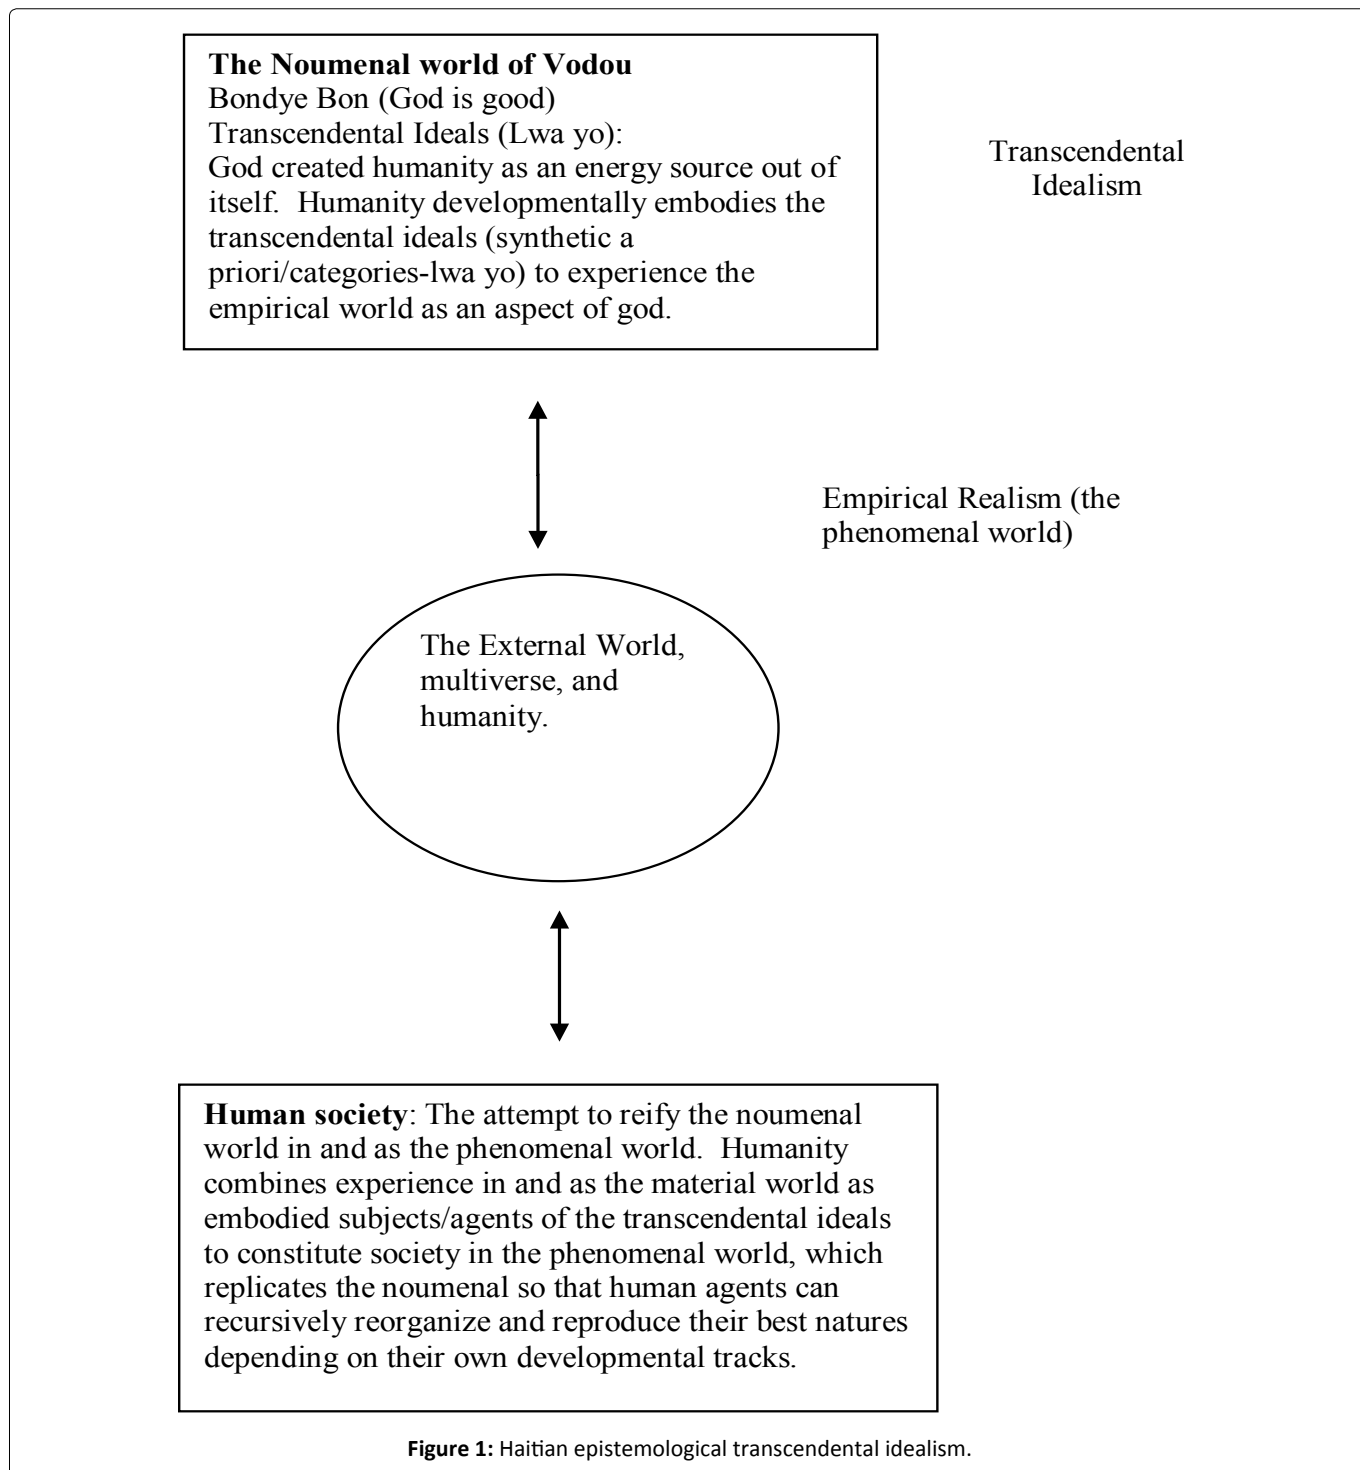 The Noumenal world of Vodou
Bondye Bon (God is good)
Transcendental Ideals (Lwa yo):
God created humanity as an energy source out of
itself.  Humanity developmentally embodies the
transcendental ideals (synthetic a
priori/categories-lwa yo) to experience the
empirical world as an aspect of god.
Transcendental
Idealism
Empirical Realism (the
phenomenal world)
The External World,
multiverse, and
humanity.
Human society: The attempt to reify the noumenal
world in and as the phenomenal world.  Humanity
combines experience in and as the material world as
embodied subjects/agents of the transcendental ideals
to constitute society in the phenomenal world, which
replicates the noumenal so that human agents can
recursively reorganize and reproduce their best natures
depending on their own developmental tracks.
Figure 1: Haitian epistemological transcendental idealism.